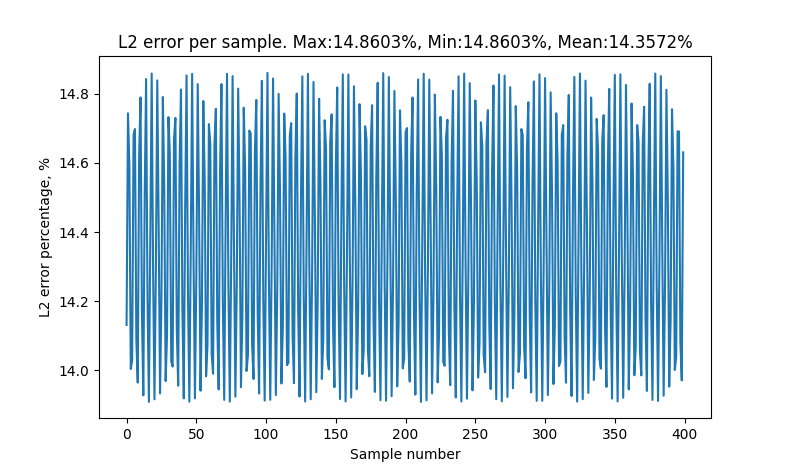 L2 error per sample. Max:14.8603%, Min:14.8603%, Mean:14.3572%
L2 error percentage, %
14.8
14.6
14.4
14.2
14.0
0 50 100 150 200 250 300 350 400
Sample number